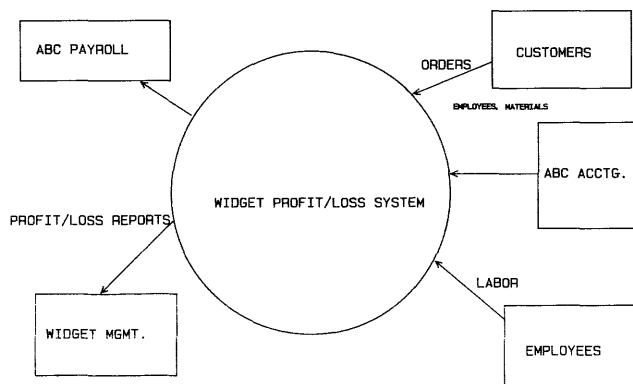 ABC PAYROLL
CUSTOMERS
ORDERS
EMPLOYEES, MATERIALS
ABC ACCTG.
WIDGET PROFIT/LOSS SYSTEM
PROFIT/LOSS REPORTS
LABOR
WIDGET MGMT.
EMPLOYEES